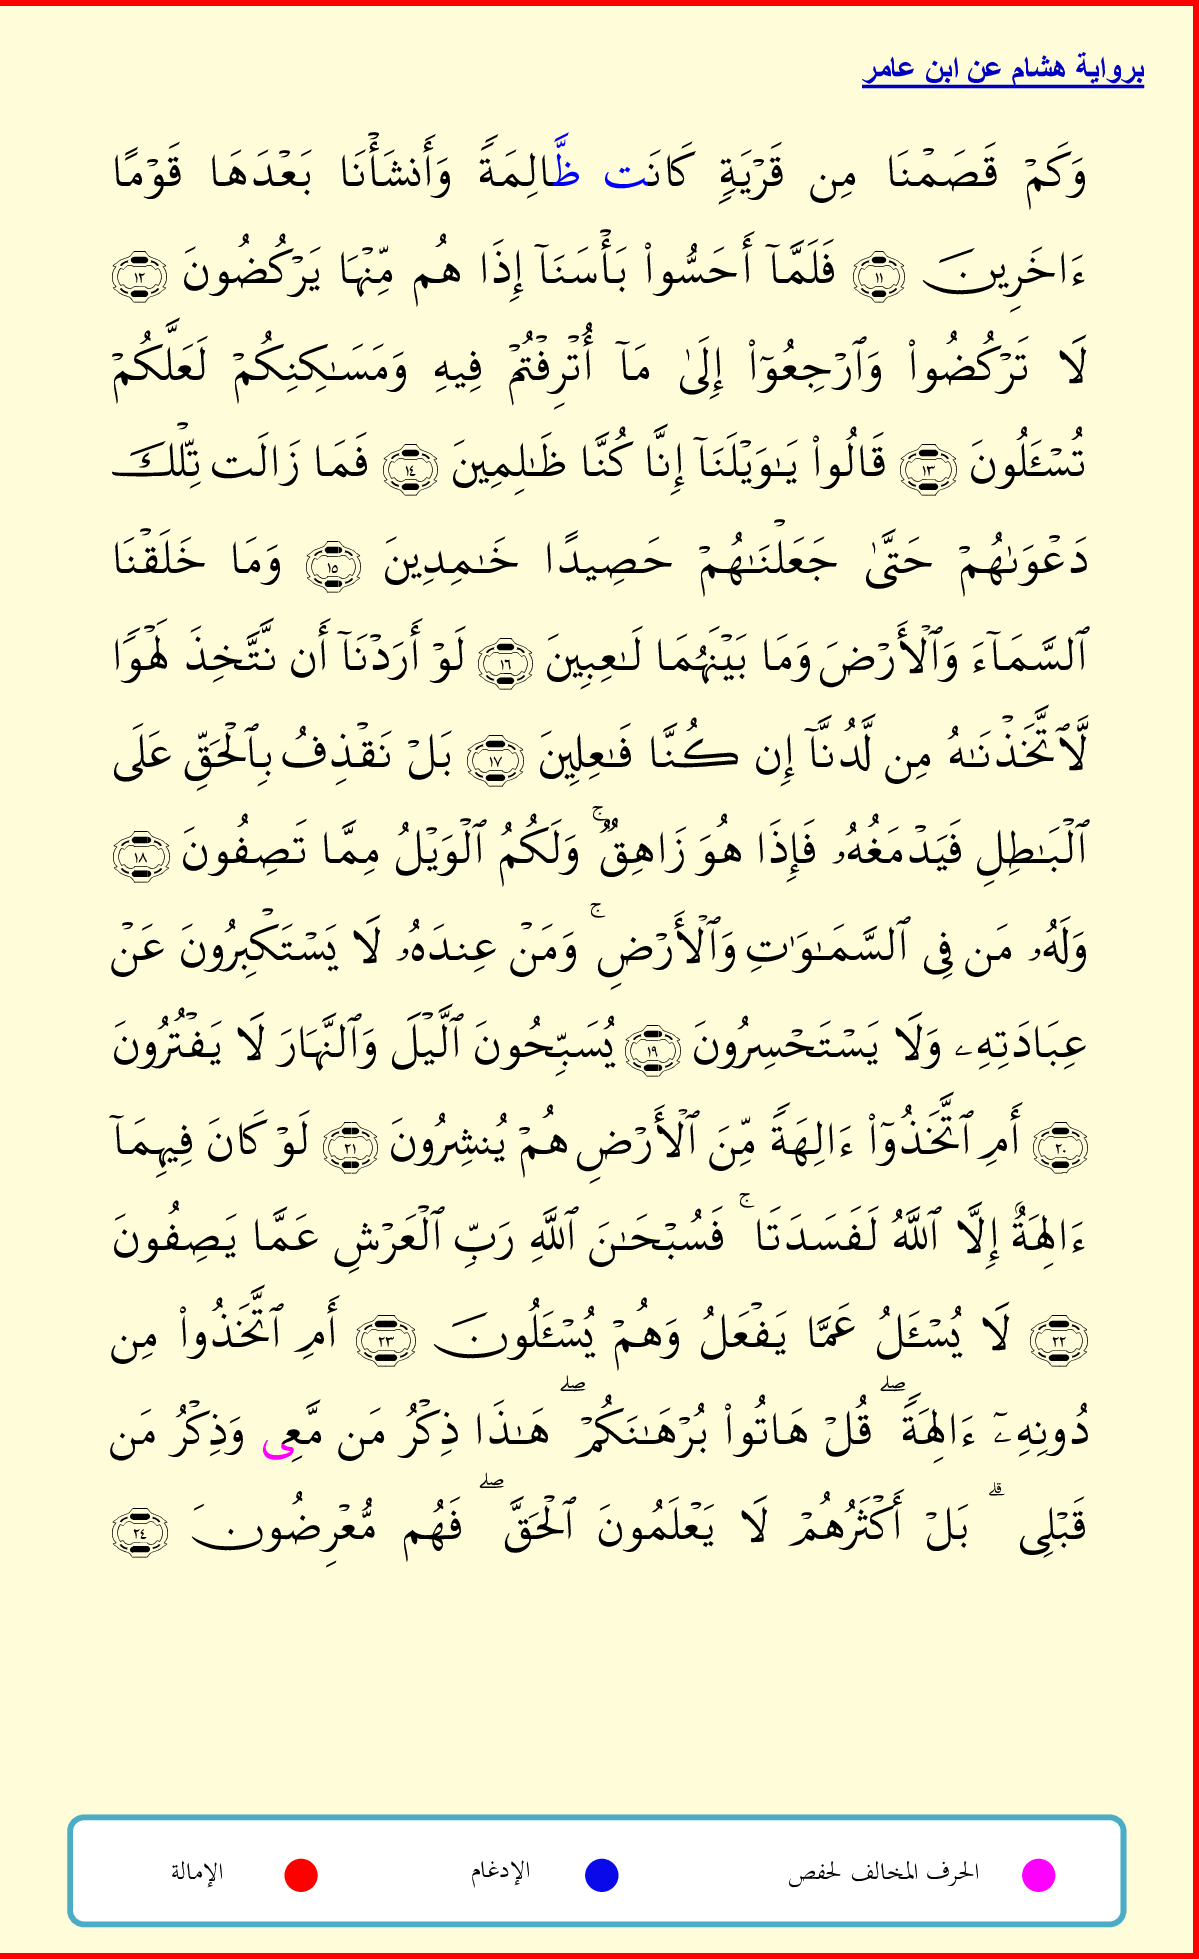 برواية هشام عن ابن عامر
وَكَمۡ قَصَمۡنَا مِن قَرۡيَةٖ كَانَت ظَّالِمَةٗ وَأَنشَأۡنَا بَعۡدَهَا قَوۡمًا
ءَاخَرِينَ ١١ فَلَمَّآ أَحَسُّواْ بَأۡسَنَآ إِذَا هُم مِّنۡهَا يَرۡكُضُونَ ١٢
لَا تَرۡكُضُواْ وَٱرۡجِعُوٓاْ إِلَىٰ مَآ أُتۡرِفۡتُمۡ فِيهِ وَمَسَٰكِنِكُمۡ لَعَلَّكُمۡ
تُسۡـَٔلُونَ ١٣ قَالُواْ يَٰوَيۡلَنَآ إِنَّا كُنَّا ظَٰلِمِينَ ١٤ فَمَا زَالَت تِّلۡكَ
دَعۡوَىٰهُمۡ حَتَّىٰ جَعَلۡنَٰهُمۡ حَصِيدًا خَٰمِدِينَ ١٥ وَمَا خَلَقۡنَا
ٱلسَّمَآءَ وَٱلۡأَرۡضَ وَمَا بَيۡنَهُمَا لَٰعِبِينَ ١٦ لَوۡ أَرَدۡنَآ أَن نَّتَّخِذَ لَهۡوٗا
لَّٱتَّخَذۡنَٰهُ مِن لَّدُنَّآ إِن كُنَّا فَٰعِلِينَ ١٧ بَلۡ نَقۡذِفُ بِٱلۡحَقِّ عَلَى
ٱلۡبَٰطِلِ فَيَدۡمَغُهُۥ فَإِذَا هُوَ زَاهِقٞۚ وَلَكُمُ ٱلۡوَيۡلُ مِمَّا تَصِفُونَ ١٨
وَلَهُۥ مَن فِي ٱلسَّمَٰوَٰتِ وَٱلۡأَرۡضِۚ وَمَنۡ عِندَهُۥ لَا يَسۡتَكۡبِرُونَ عَنۡ
عِبَادَتِهِۦ وَلَا يَسۡتَحۡسِرُونَ ١٩ يُسَبِّحُونَ ٱلَّيۡلَ وَٱلنَّهَارَ لَا يَفۡتُرُونَ
٢٠ أَمِ ٱتَّخَذُوٓاْ ءَالِهَةٗ مِّنَ ٱلۡأَرۡضِ هُمۡ يُنشِرُونَ ٢١ لَوۡ كَانَ فِيهِمَآ
ءَالِهَةٌ إِلَّا ٱللَّهُ لَفَسَدَتَاۚ فَسُبۡحَٰنَ ٱللَّهِ رَبِّ ٱلۡعَرۡشِ عَمَّا يَصِفُونَ
٢٢ لَا يُسۡـَٔلُ عَمَّا يَفۡعَلُ وَهُمۡ يُسۡـَٔلُونَ ٢٣ أَمِ ٱتَّخَذُواْ مِن
دُونِهِۦٓ ءَالِهَةٗۖ قُلۡ هَاتُواْ بُرۡهَٰنَكُمۡۖ هَٰذَا ذِكۡرُ مَن مَّعِي وَذِكۡرُ مَن
قَبۡلِيۗ بَلۡ أَكۡثَرُهُمۡ لَا يَعۡلَمُونَ ٱلۡحَقَّۖ فَهُم مُّعۡرِضُونَ ٢٤
الحرف المخالف لحفص الإدغام الإمالة